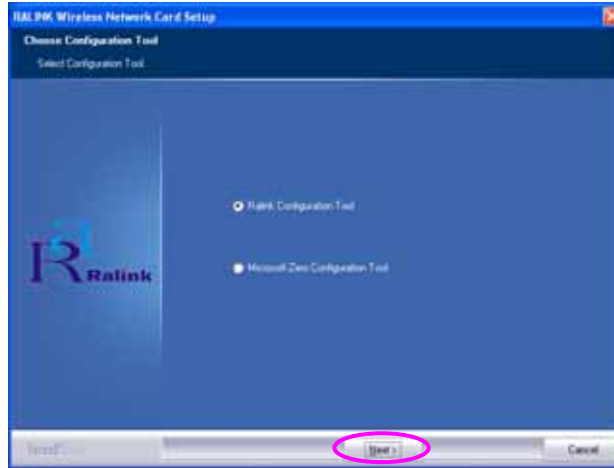 RALINK Wireless Network Card Setup
Choose Configuration Tool
Select Configuration Tool
Ralink Configuration Tool
Microsoft Zero Configuration Tool
Ralink
Next >
Cancel